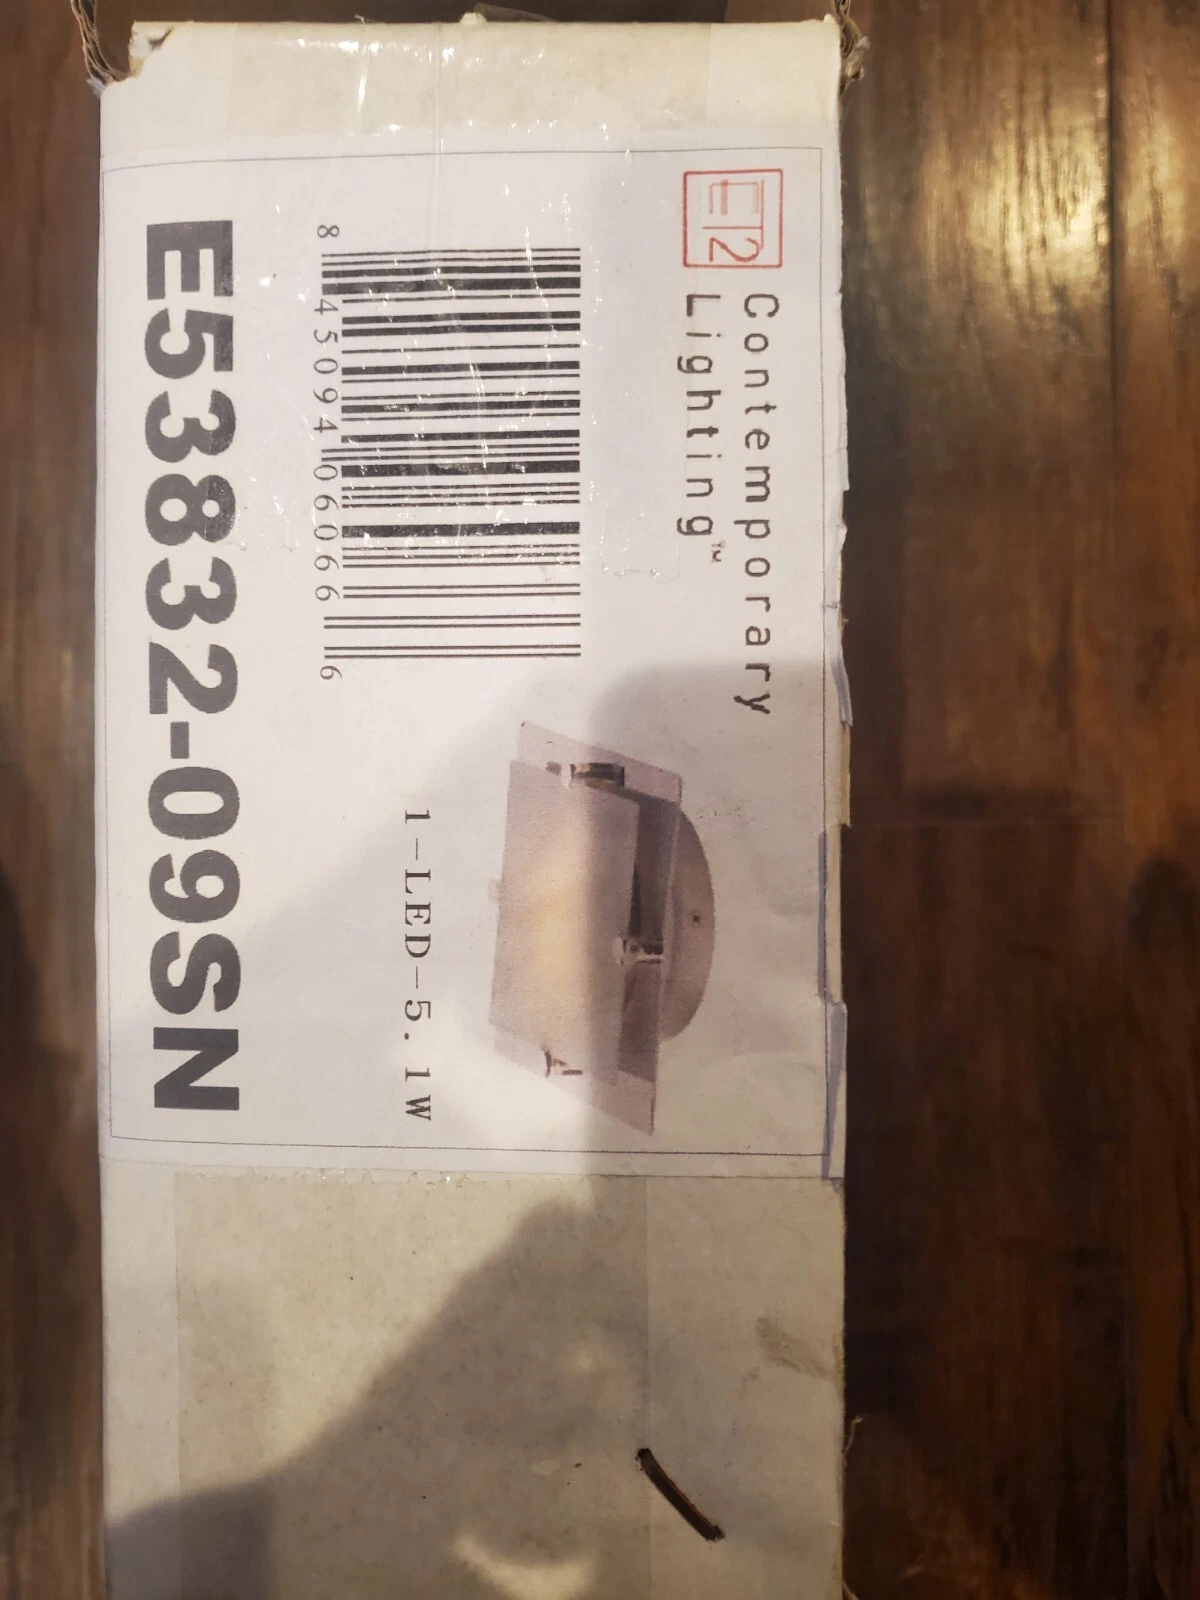 ET2 Contemporary
Lighting™
8 45094 06066 6
1-LED-5.1W
E53832-09SN